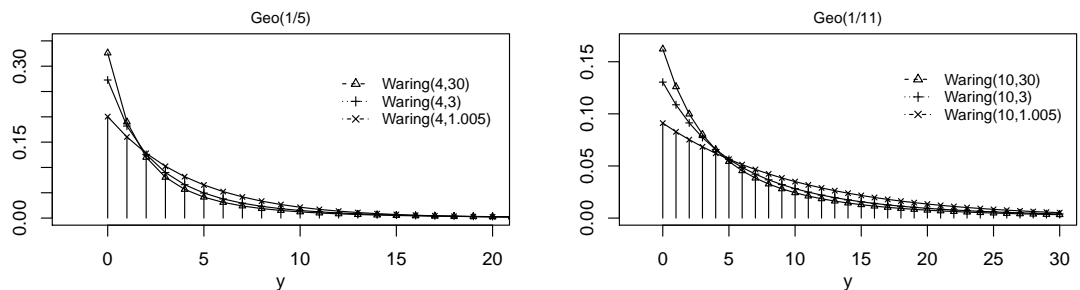 Geo(1/5)
0.00
0.15
0.30
Waring(4,30)
Waring(4,3)
Waring(4,1.005)
0
5
10
15
20
y
Geo(1/11)
0.00
0.05
0.10
0.15
Waring(10,30)
Waring(10,3)
Waring(10,1.005)
0
5
10
15
20
25
30
y